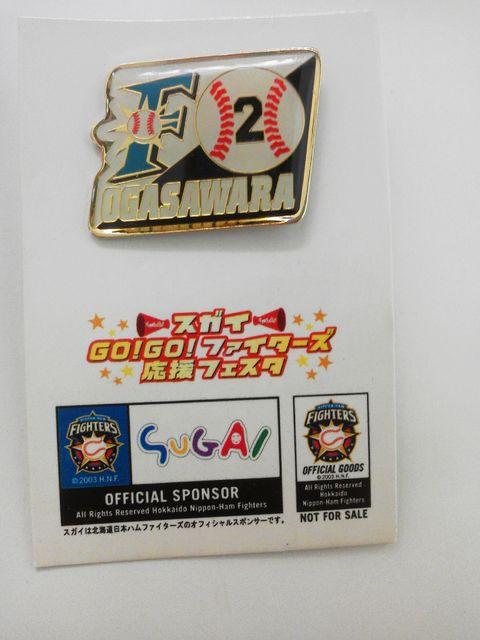 F
2
OGASAWARA
スガイ
GO!GO!ファイターズ
応援フェスタ
NIPPON-HAM
FIGHTERS
©2003 H.N.F.
SUGAI
OFFICIAL SPONSOR
All Rights Reserved Hokkaido Nippon-Ham Fighters
スガイは北海道日本ハムファイターズのオフィシャルスポンサーです。
NIPPON-HAM
FIGHTERS
©2003 H.N.F.
OFFICIAL GOODS
All Rights Reserved
Hokkaido
Nippon-Ham Fighters
NOT FOR SALE